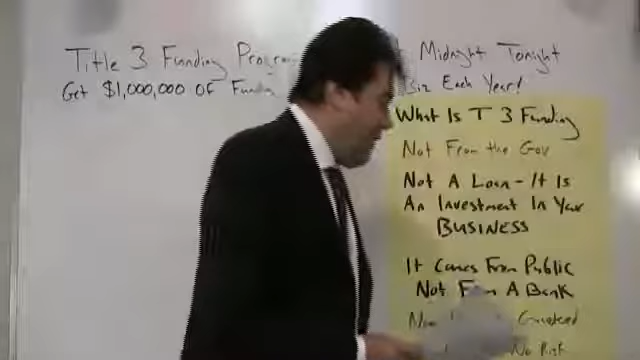 Title 3 Funding Midnight Tonight
Get $1,000,000 OF Each Year!
What Is T 3 Funding
Not From the Gov
Not A Loan - It Is
An Investment In Your
BUSINESS
It Comes From Public
Not From A Bank
No Risk